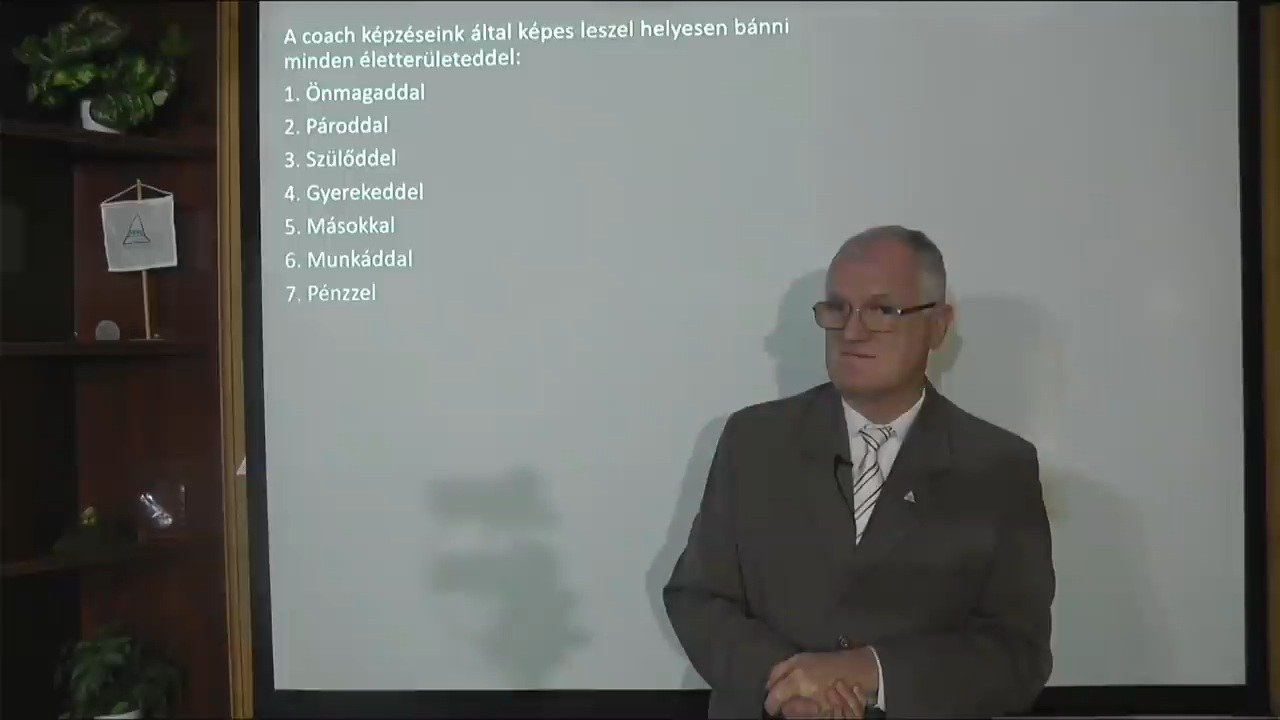 A coach képzéseink által képes leszel helyesen bánni
minden életterületeddel:
1. Önmagaddal
2. Pároddal
3. Szülőddel
4. Gyerekeddel
5. Másokkal
6. Munkáddal
7. Pénzzel